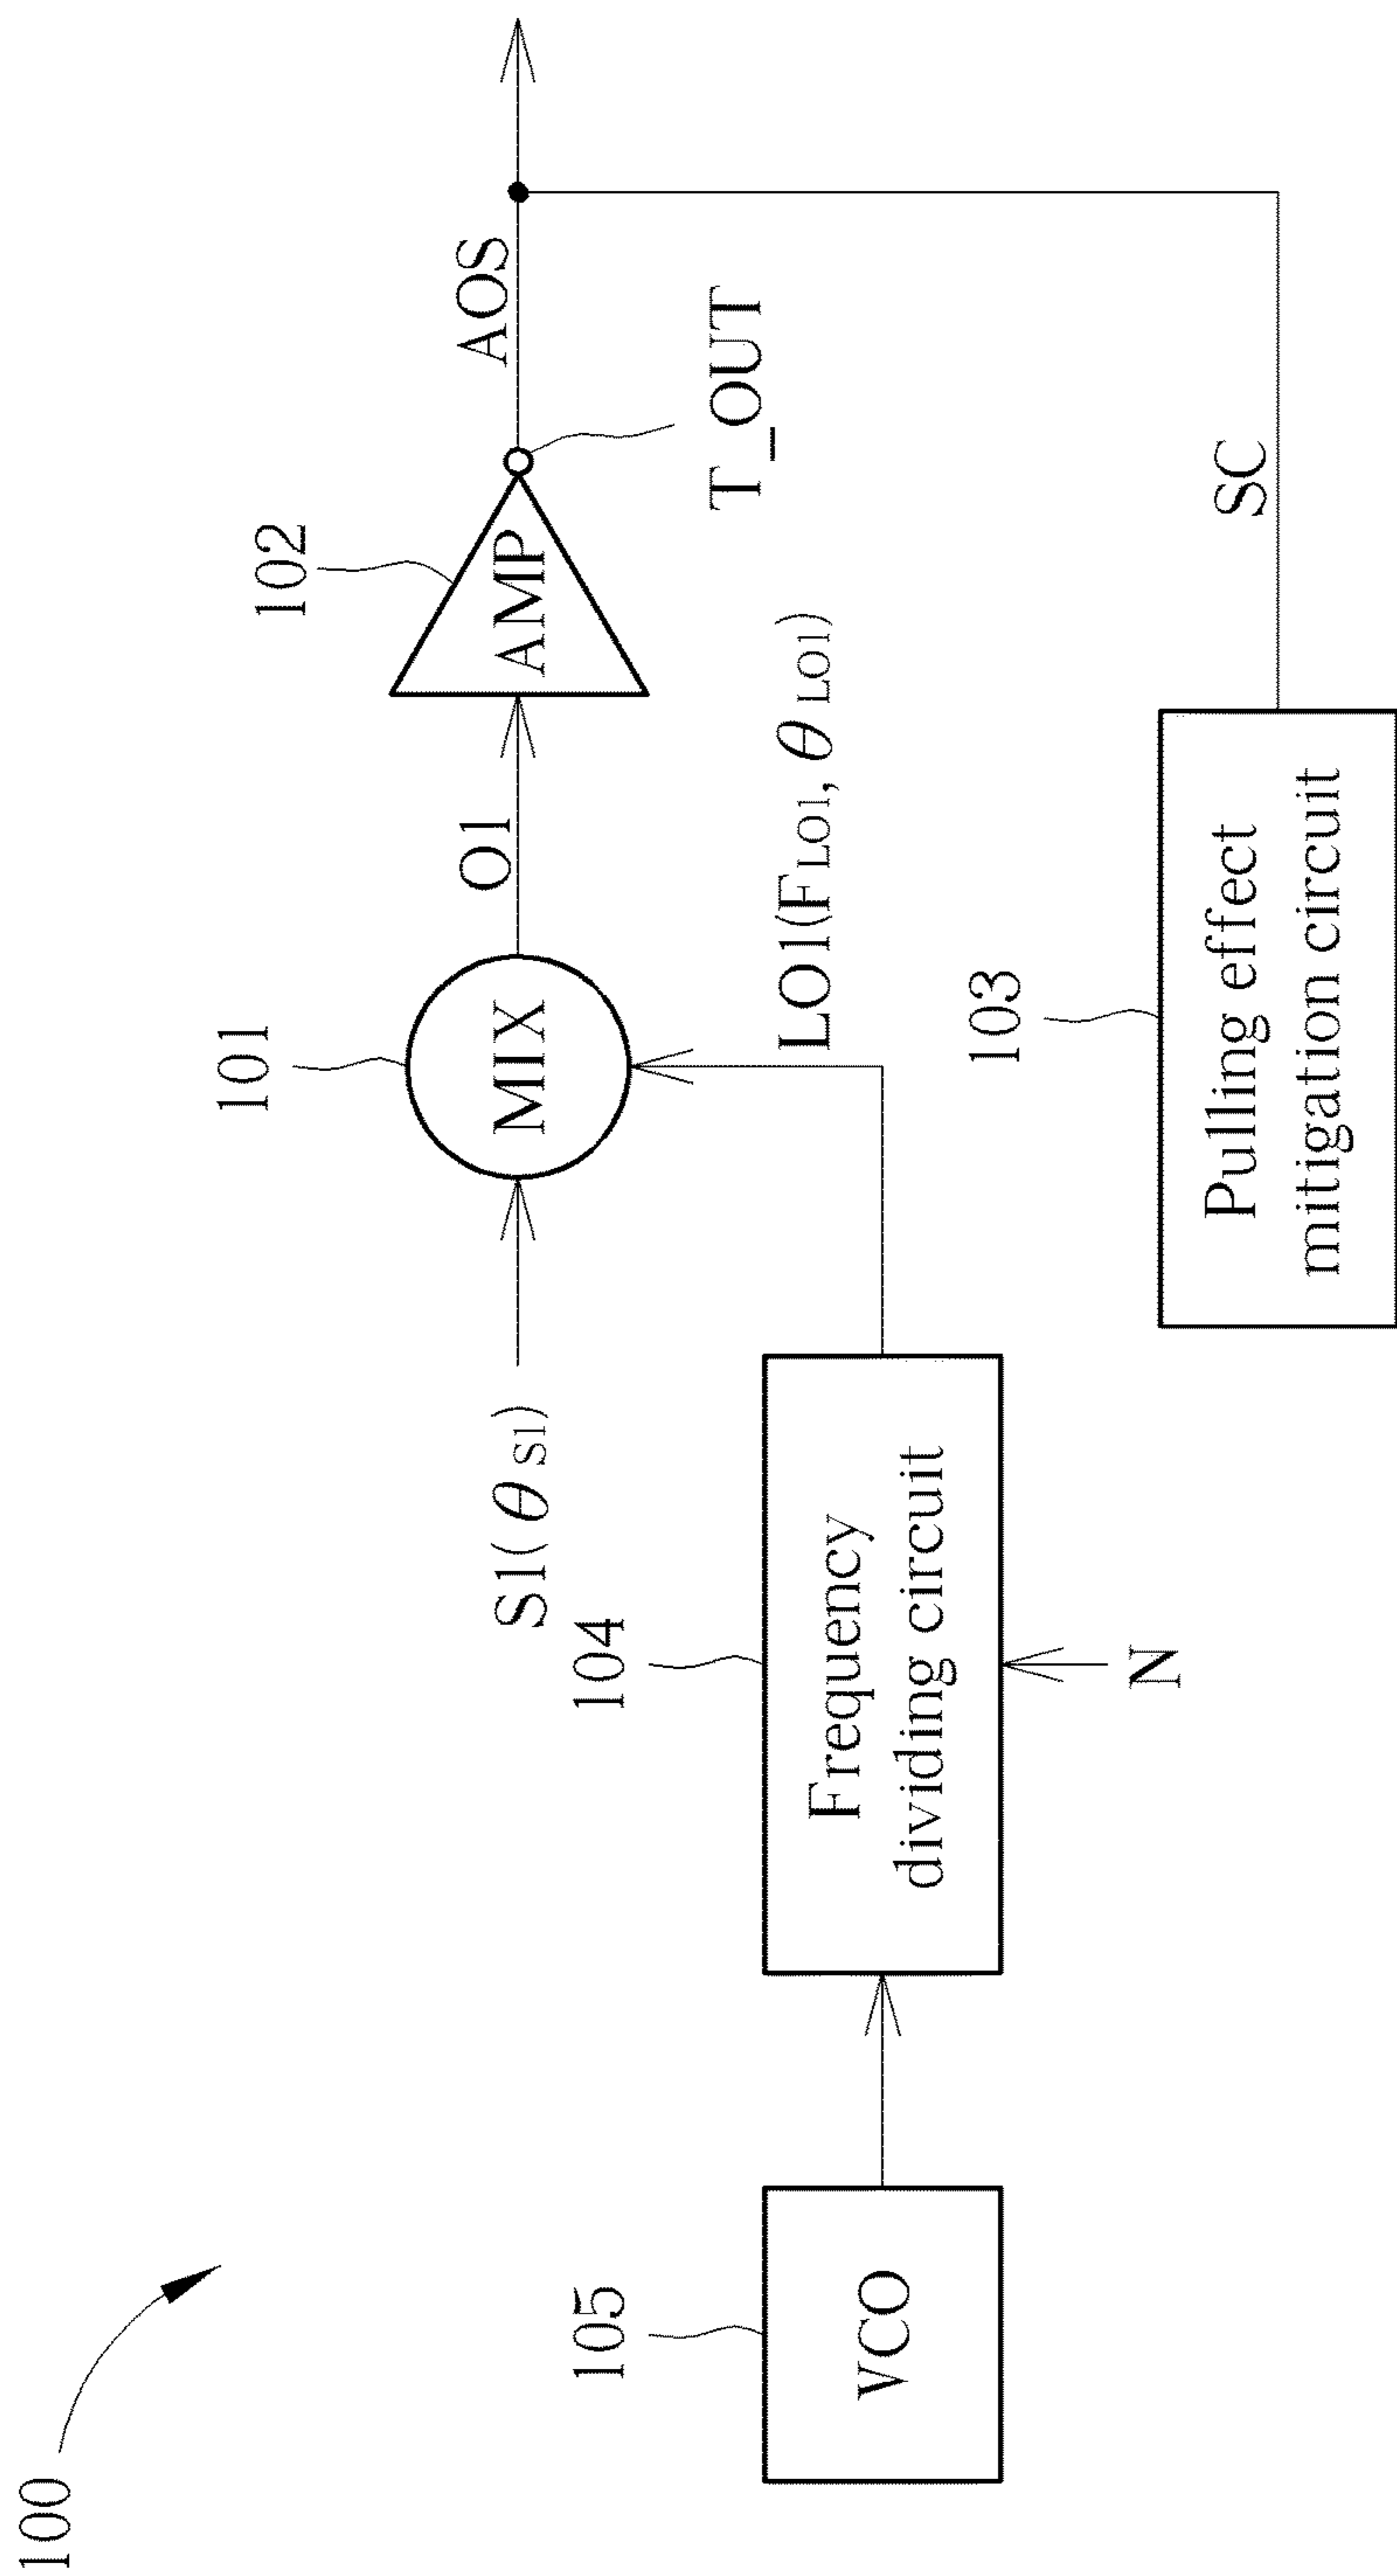 100
101
102
AOS
O1
MIX
AMP
S1(θS1)
T_OUT
LO1(FLO1, θLO1)
105
104
VCO
Frequency
dividing circuit
103
N
SC
Pulling effect
mitigation circuit